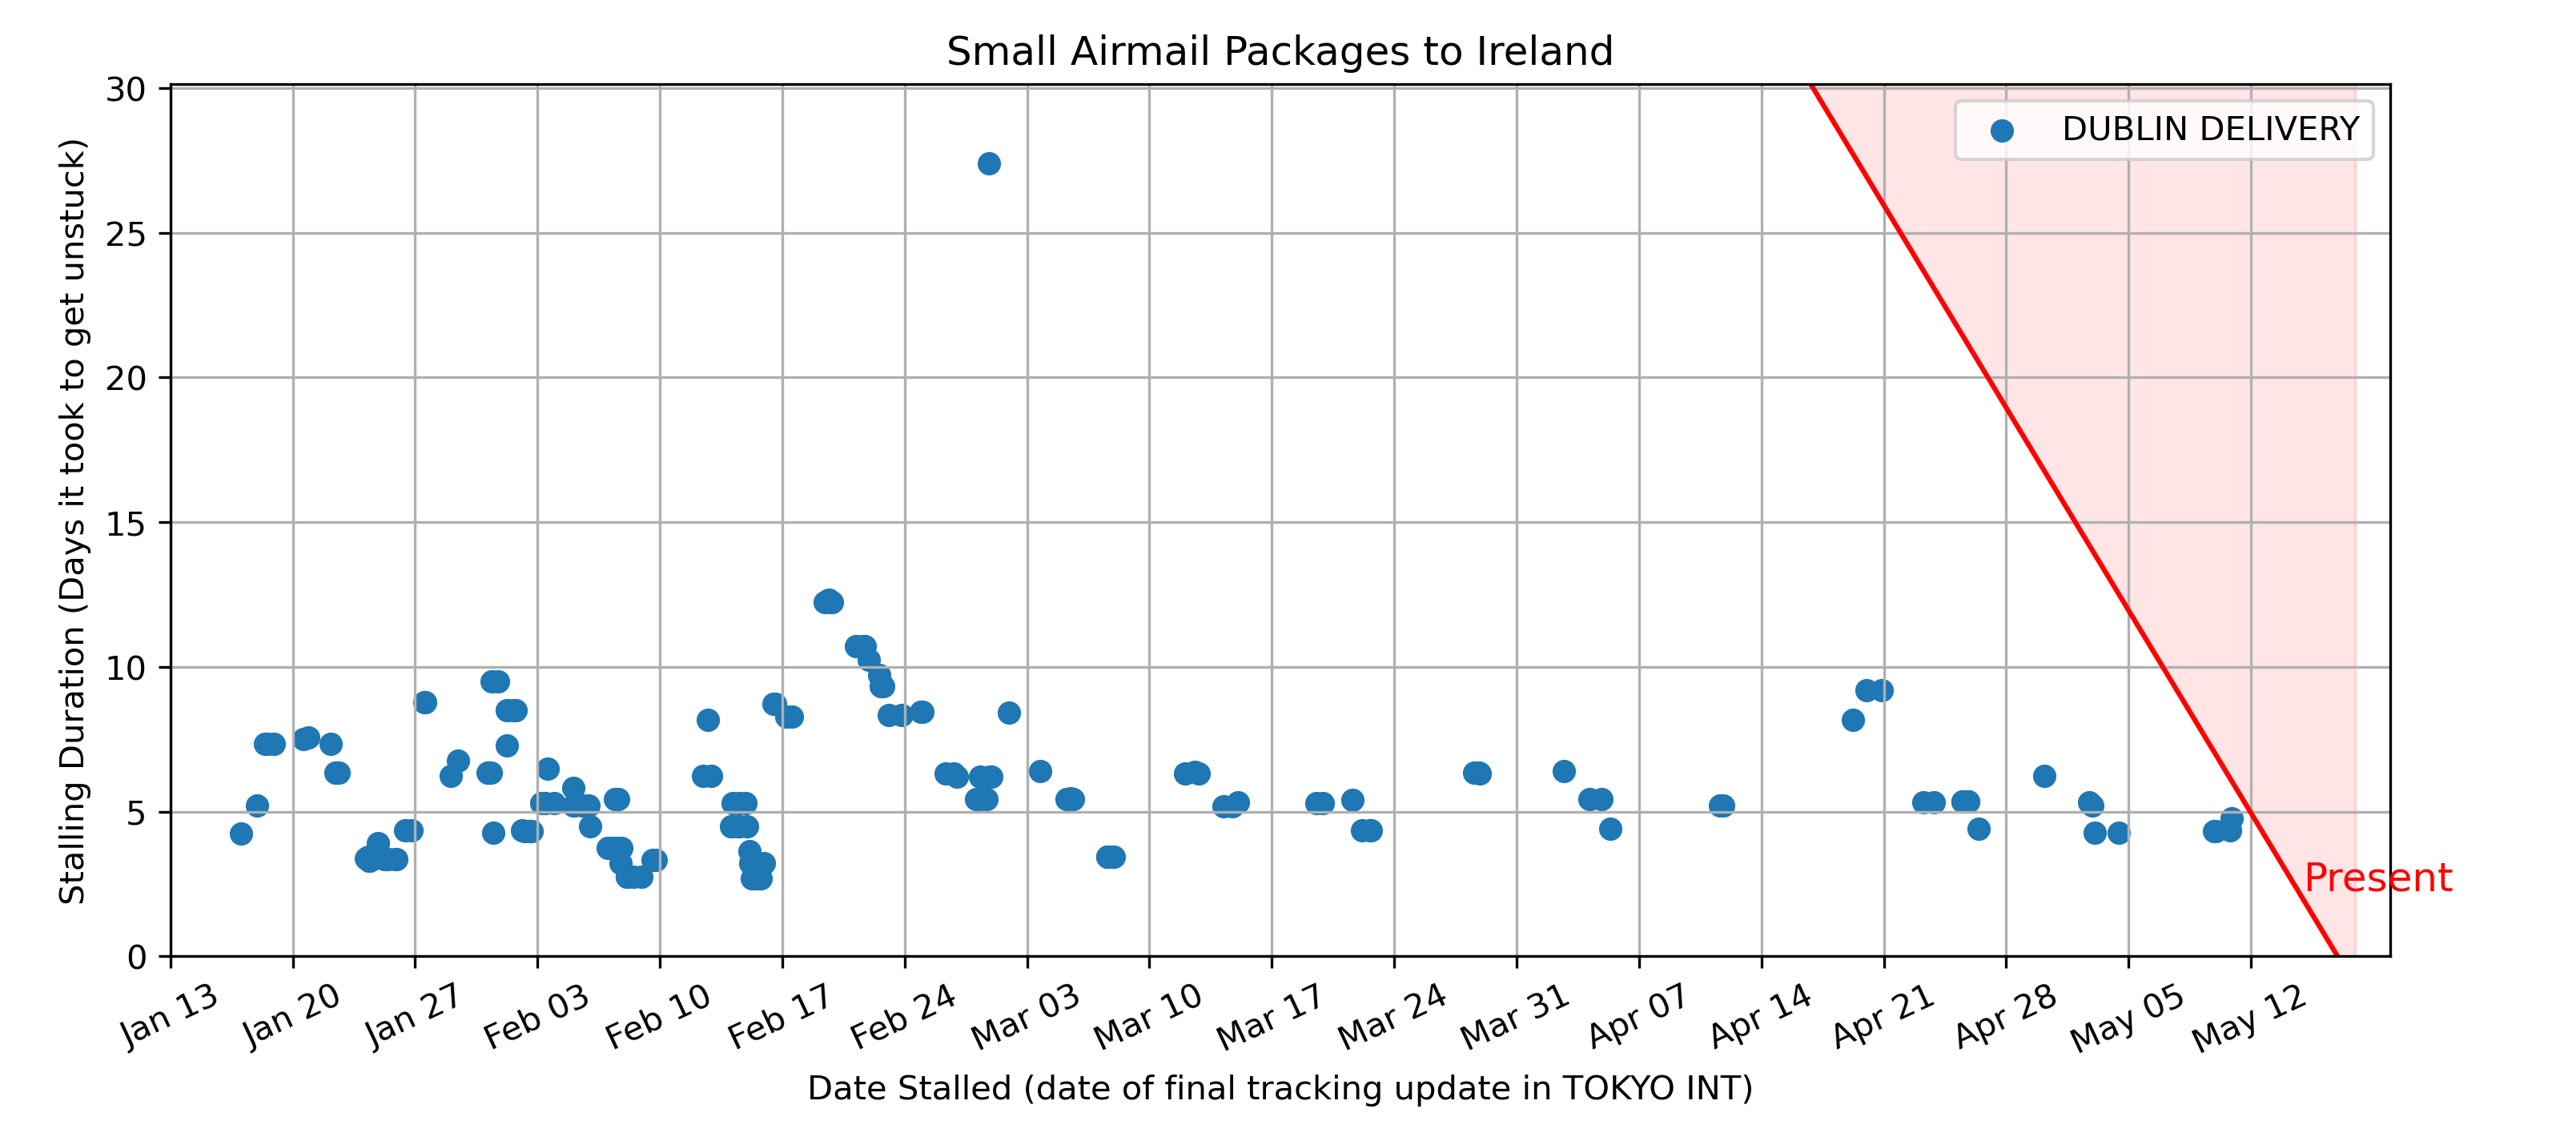 Small Airmail Packages to Ireland
Stalling Duration (Days it took to get unstuck)
30
25
20
15
10
5
0
DUBLIN DELIVERY
Present
Jan 13
Jan 20
Jan 27
Feb 03
Feb 10
Feb 17
Feb 24
Mar 03
Mar 10
Mar 17
Mar 24
Mar 31
Apr 07
Apr 14
Apr 21
Apr 28
May 05
May 12
Date Stalled (date of final tracking update in TOKYO INT)